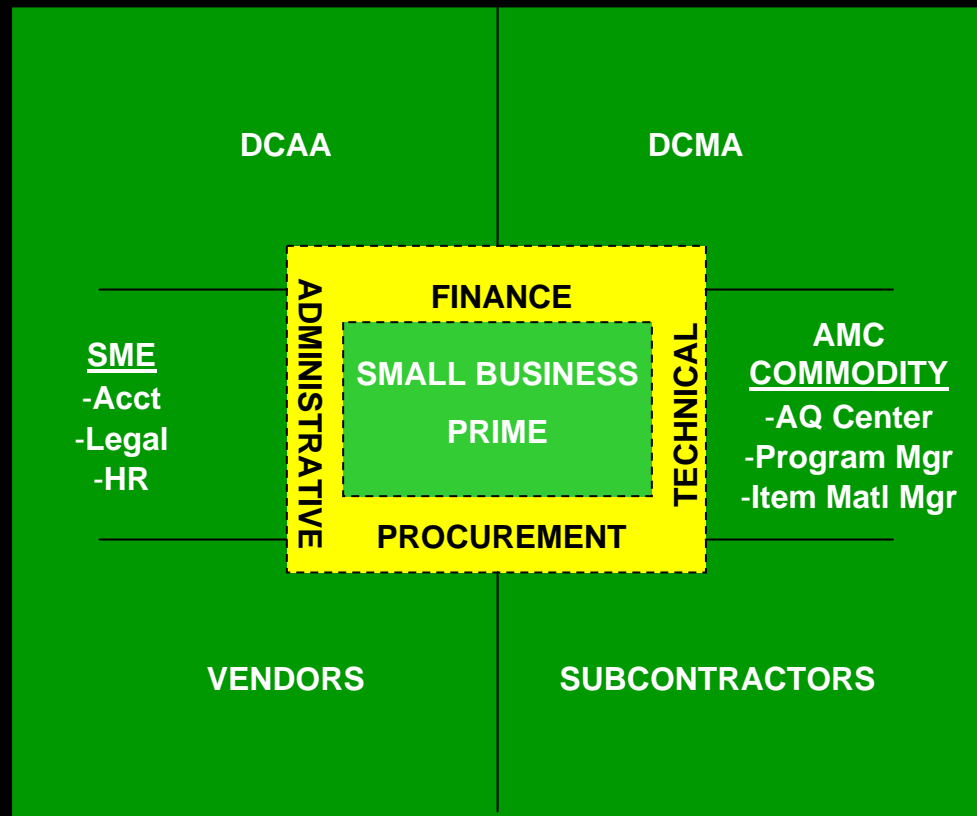 DCAA
DCMA
ADMINISTRATIVE
FINANCE
TECHNICAL
SMALL BUSINESS
PRIME
PROCUREMENT
SME
-Acct
-Legal
-HR
AMC
COMMODITY
-AQ Center
-Program Mgr
-Item Matl Mgr
VENDORS
SUBCONTRACTORS